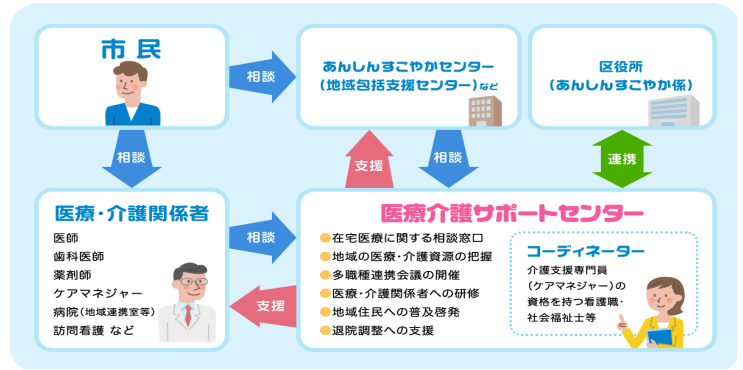 市民
相談
あんしんすこやかセンター
(地域包括支援センター)など
区役所
(あんしんすこやか係)
相談
支援
相談
連携
医療・介護関係者
医師
歯科医師
薬剤師
ケアマネジャー
病院(地域連携室等)
訪問看護 など
相談
支援
医療介護サポートセンター
●在宅医療に関する相談窓口
●地域の医療・介護資源の把握
●多職種連携会議の開催
●医療・介護関係者への研修
●地域住民への普及啓発
●退院調整への支援
コーディネーター
介護支援専門員
(ケアマネジャー)の
資格を持つ看護職・
社会福祉士等